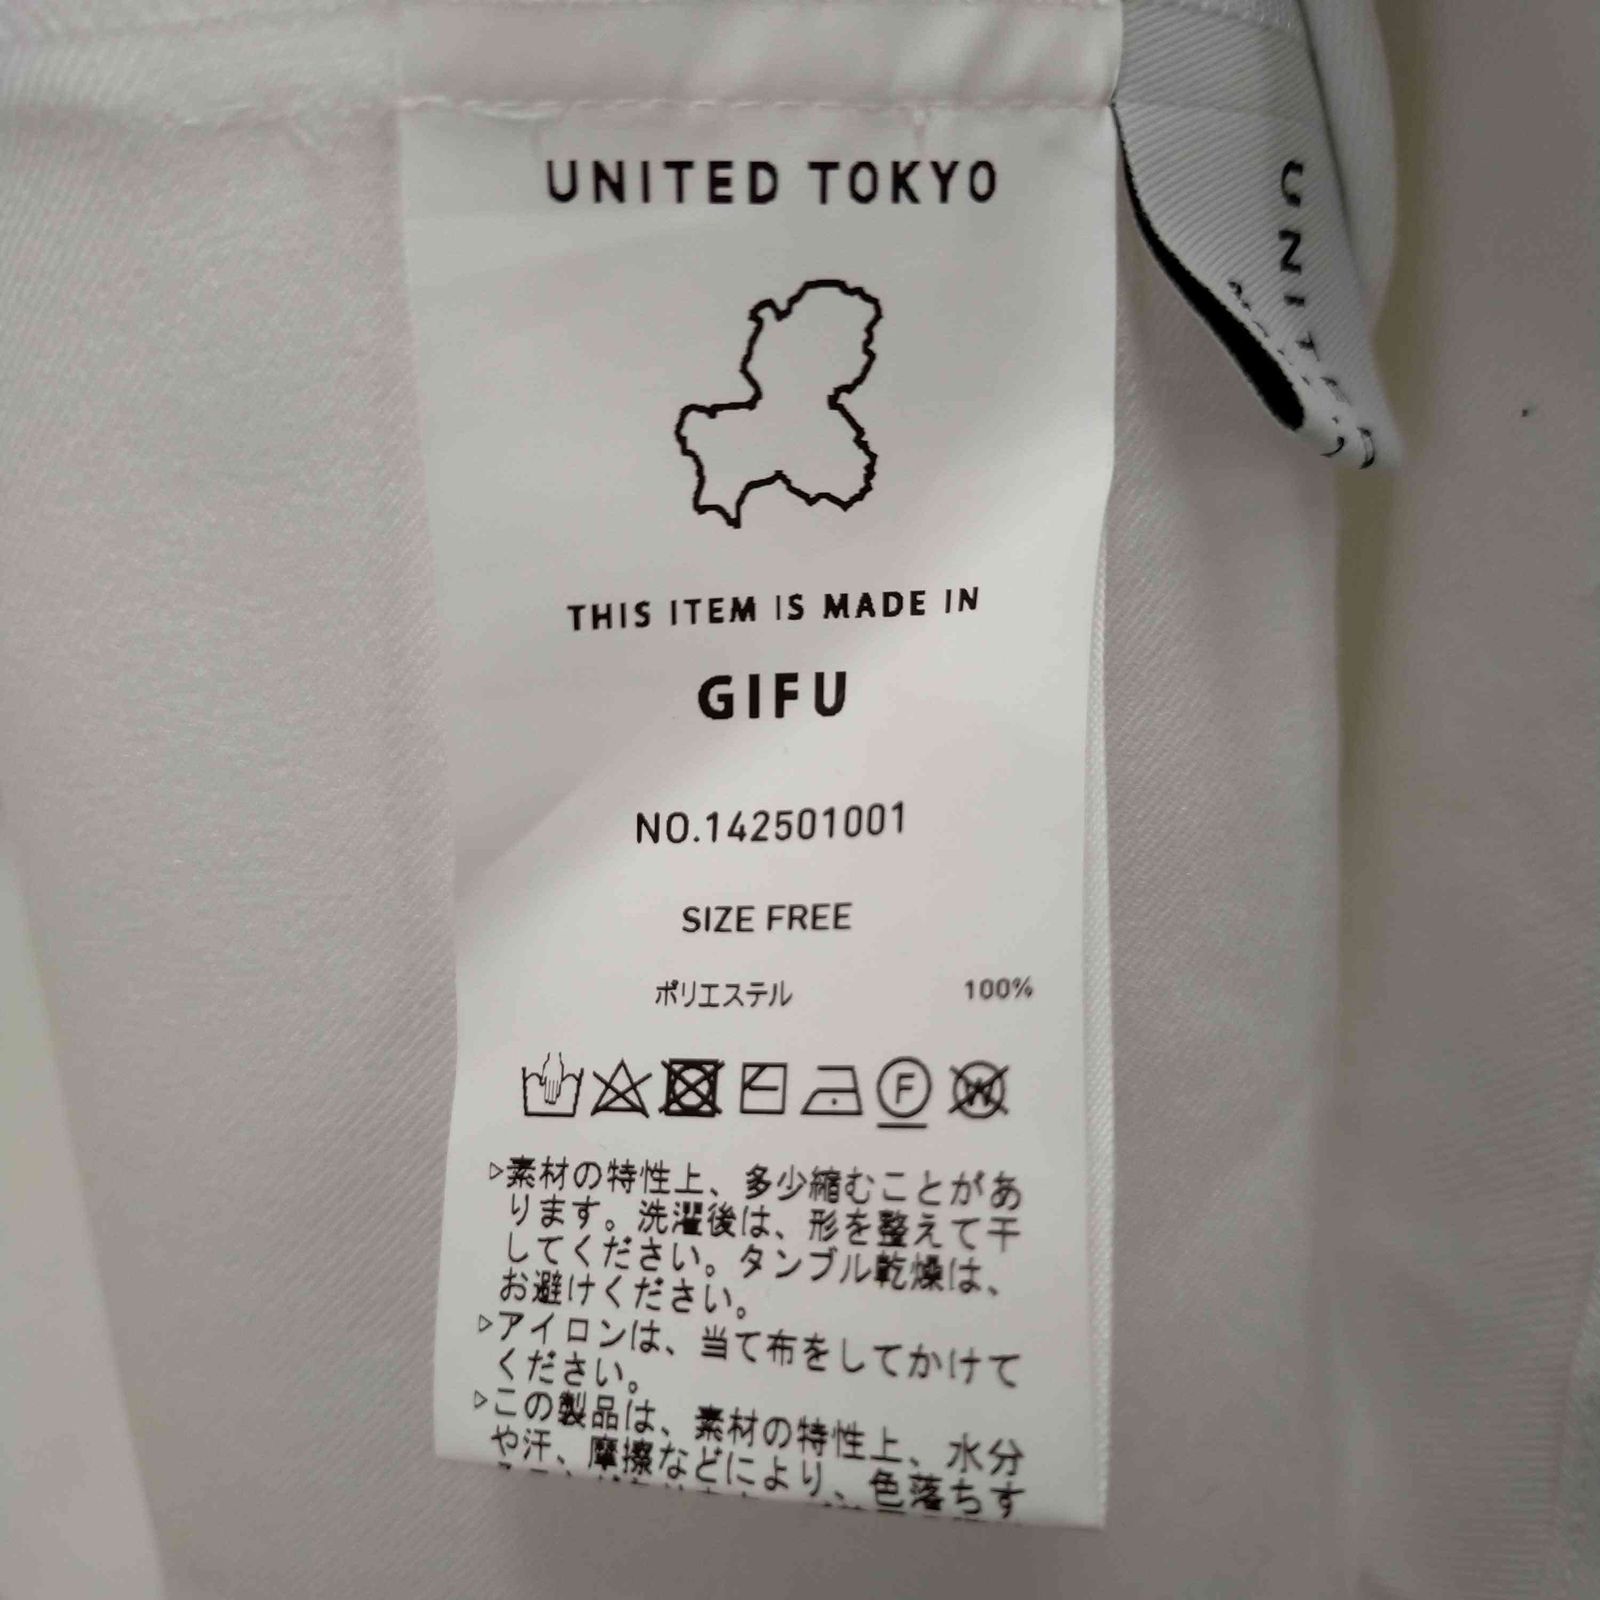 UNITED TOKYO
THIS ITEM IS MADE IN
GIFU
NO.142501001
SIZE FREE
ポリエステル 100%
F
W
▷素材の特性上、多少縮むことがあ
ります。洗濯後は、形を整えて干
してください。タンブル乾燥は、
お避けください。
▷アイロンは、当て布をしてかけて
ください。
▷この製品は、素材の特性上、水分
や汗、摩擦などにより、色落ちす
UNITED